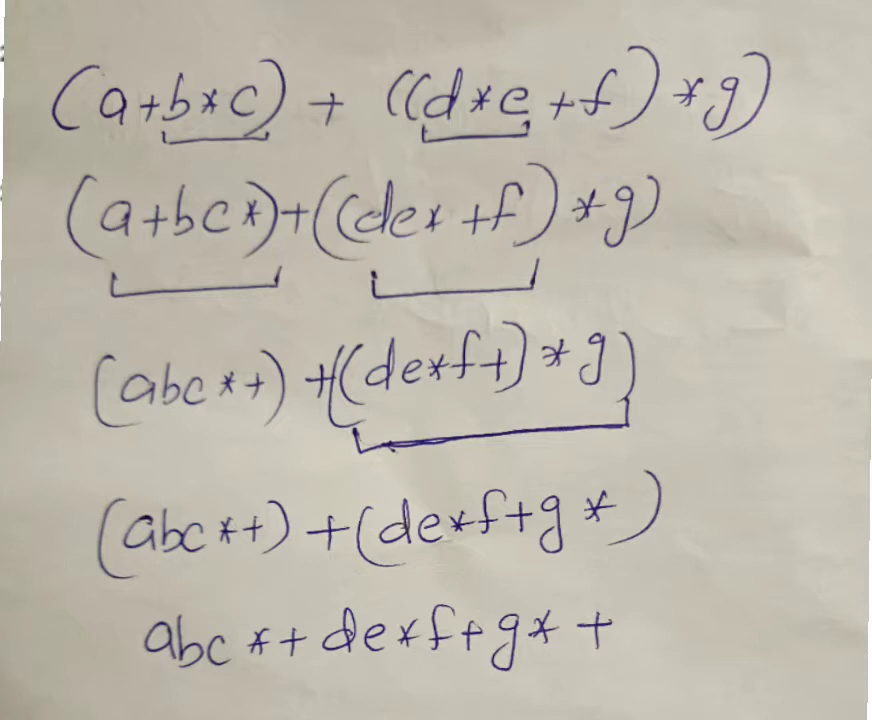 (a+b*c) + ((d*e+f)*g)
(a+bc*)+((de*+f)*g)
(abc*+)+((de*f+)*g)
(abc*+)+(de*f+g*)
abc*+de*f+g*+